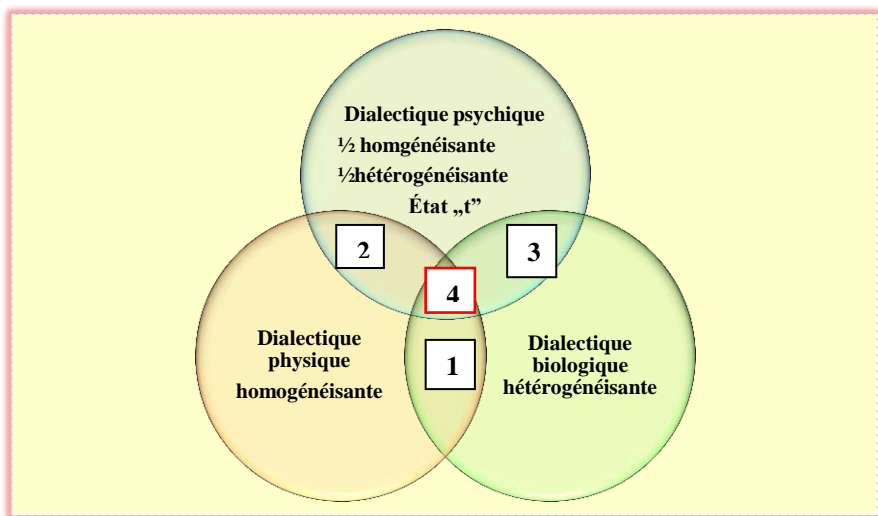 Dialectique psychique
½ homgénéisante
½hétérogénéisante
État „t”
2
3
4
Dialectique
physique
homogénéisante
1
Dialectique
biologique
hétérogénéisante